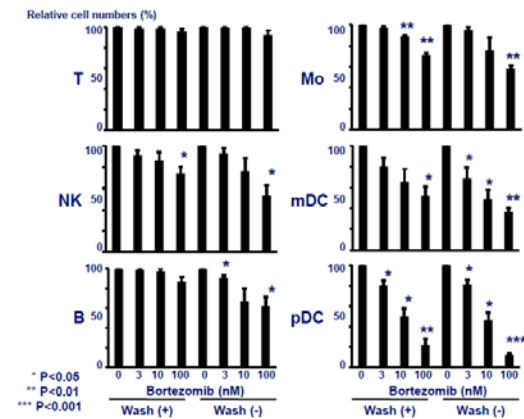 Relative cell numbers (%)
100
50
0
T
100
50
0
Mo
** **
**
100
50
0
NK
*
*
100
50
0
mDC
*
* * **
100
50
0
B
*
* *
100
50
0
pDC
* * **
* * ***
* P<0.05
** P<0.01
*** P<0.001
0 3 10 100 0 3 10 100
Bortezomib (nM)
Wash (+) Wash (-)
0 3 10 100 0 3 10 100
Bortezomib (nM)
Wash (+) Wash (-)